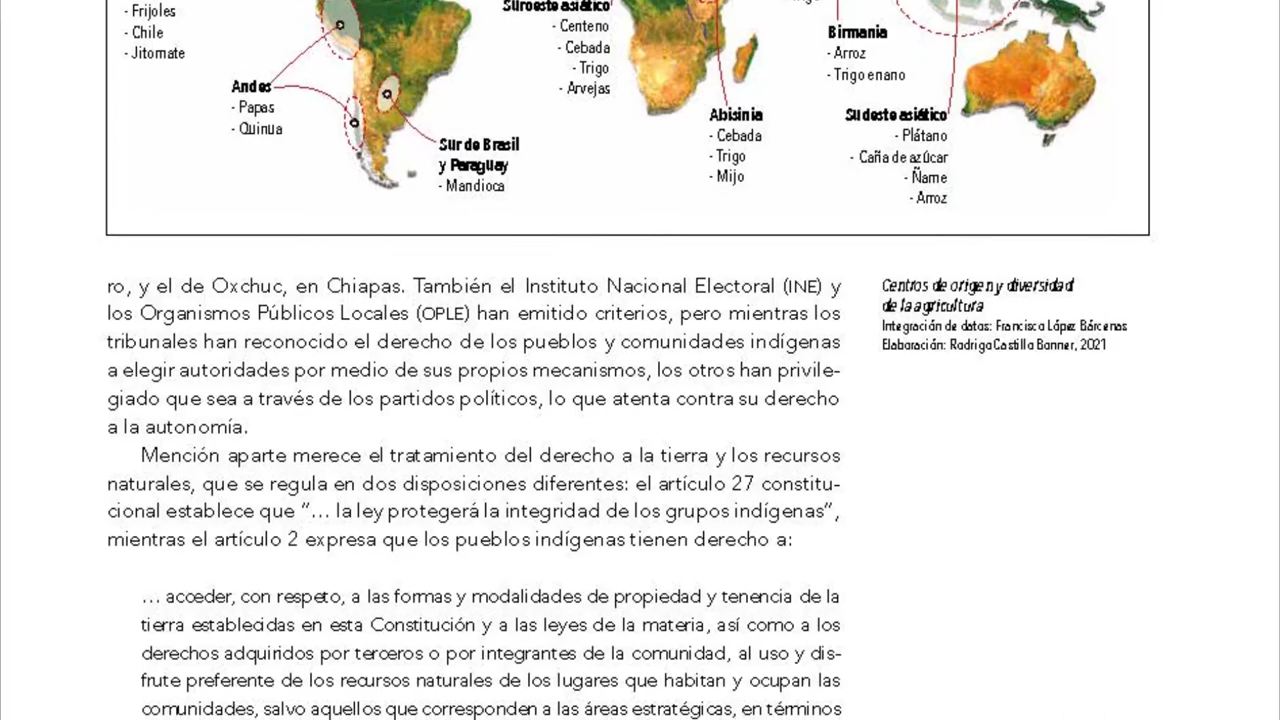 - Frijoles
- Chile
- Jitomate
Andes
- Papas
- Quinua
Sur de Brasil
y Paraguay
- Mandioca
Suroeste asiático
- Centeno
- Cebada
- Trigo
- Arvejas
Abisinia
- Cebada
- Trigo
- Mijo
Birmania
- Arroz
- Trigo enano
Sudeste asiático
- Plátano
- Caña de azúcar
- Ñame
- Arroz
ro, y el de Oxchuc, en Chiapas. También el Instituto Nacional Electoral (INE) y
los Organismos Públicos Locales (OPLE) han emitido criterios, pero mientras los
tribunales han reconocido el derecho de los pueblos y comunidades indígenas
a elegir autoridades por medio de sus propios mecanismos, los otros han privile-
giado que sea a través de los partidos políticos, lo que atenta contra su derecho
a la autonomía.
Mención aparte merece el tratamiento del derecho a la tierra y los recursos
naturales, que se regula en dos disposiciones diferentes: el artículo 27 constitu-
cional establece que “... la ley protegerá la integridad de los grupos indígenas”,
mientras el artículo 2 expresa que los pueblos indígenas tienen derecho a:
... acceder, con respeto, a las formas y modalidades de propiedad y tenencia de la
tierra establecidas en esta Constitución y a las leyes de la materia, así como a los
derechos adquiridos por terceros o por integrantes de la comunidad, al uso y dis-
frute preferente de los recursos naturales de los lugares que habitan y ocupan las
comunidades, salvo aquellos que corresponden a las áreas estratégicas, en términos
Centros de origen y diversidad
de la agricultura
Integración de datos: Francisco López Bárcenas
Elaboración: Rodrigo Castillo Bonner, 2021